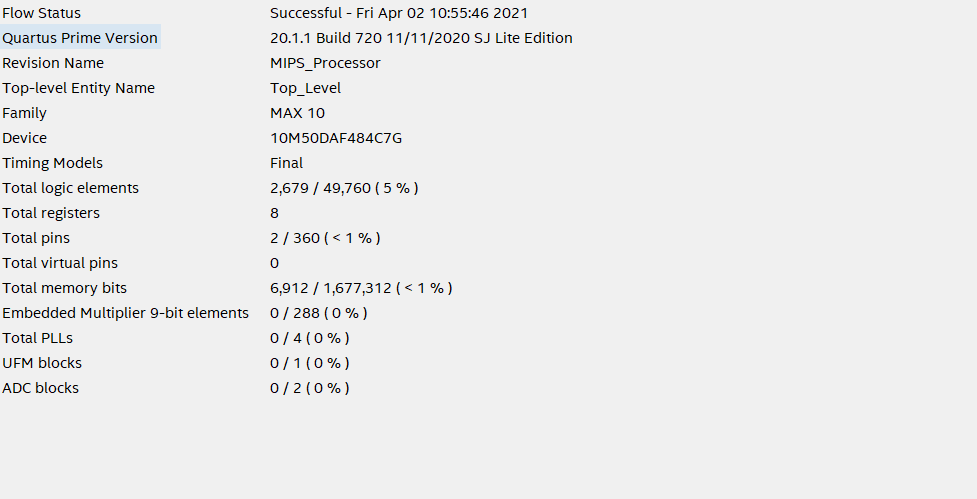 Flow Status Successful - Fri Apr 02 10:55:46 2021
Quartus Prime Version 20.1.1 Build 720 11/11/2020 SJ Lite Edition
Revision Name MIPS_Processor
Top-level Entity Name Top_Level
Family MAX 10
Device 10M50DAF484C7G
Timing Models Final
Total logic elements 2,679 / 49,760 ( 5 % )
Total registers 8
Total pins 2 / 360 ( < 1 % )
Total virtual pins 0
Total memory bits 6,912 / 1,677,312 ( < 1 % )
Embedded Multiplier 9-bit elements 0 / 288 ( 0 % )
Total PLLs 0 / 4 ( 0 % )
UFM blocks 0 / 1 ( 0 % )
ADC blocks 0 / 2 ( 0 % )